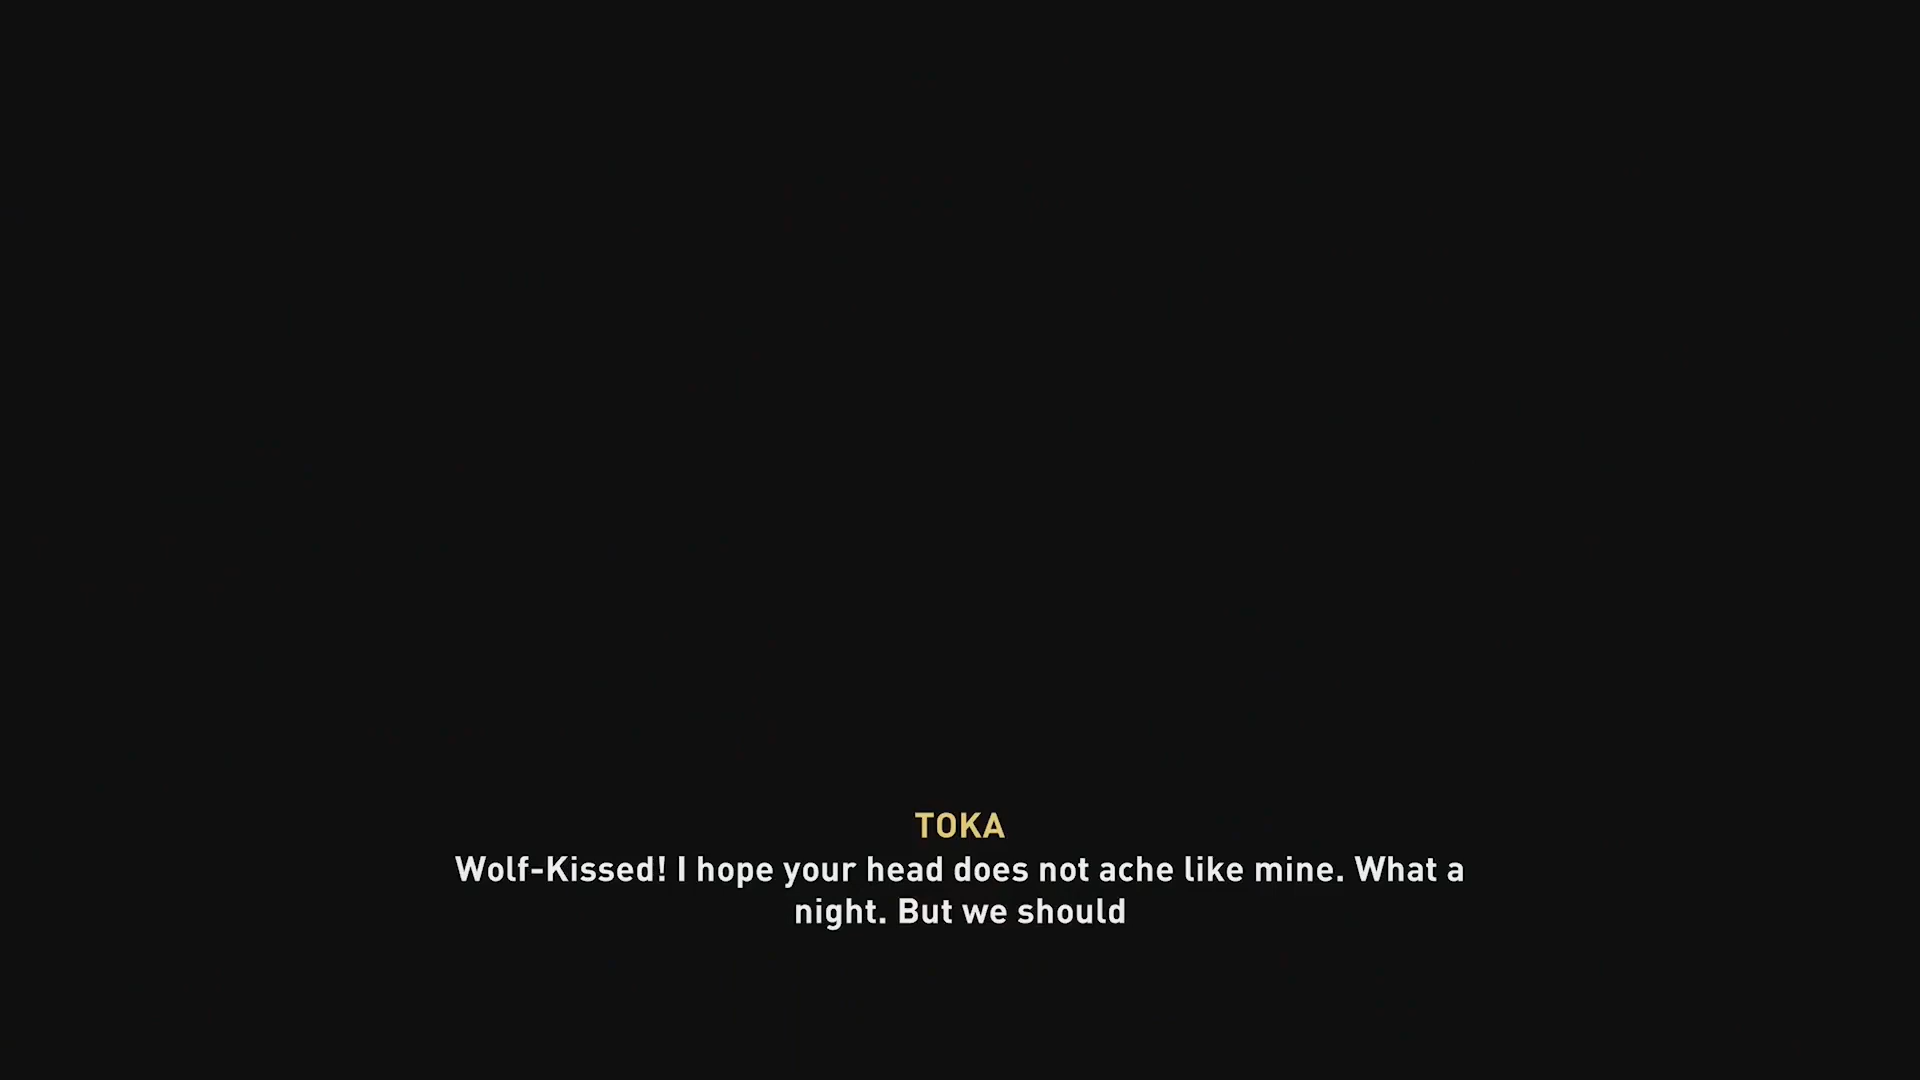 TOKA
Wolf-Kissed! I hope your head does not ache like mine. What a
night. But we should